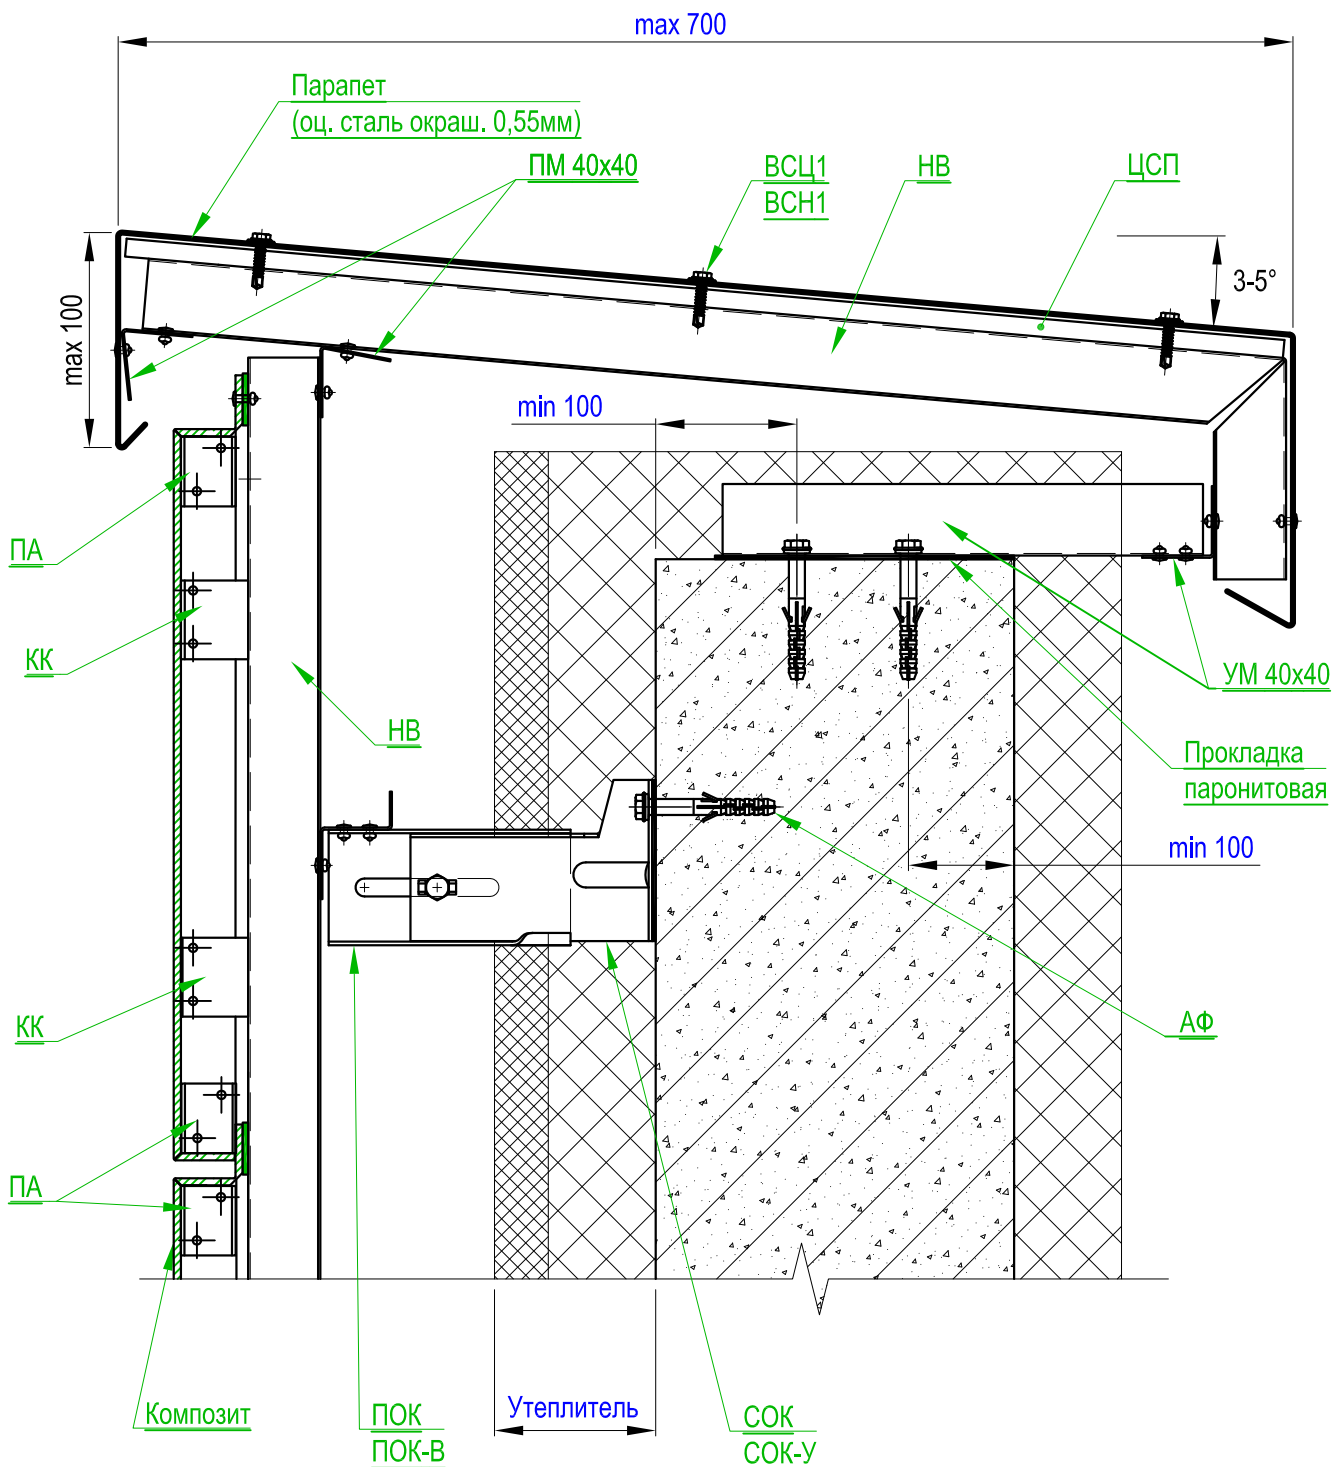 max 700
Парапет
(оц. сталь окраш. 0,55мм)
ПМ 40х40
ВСЦ1
ВСН1
НВ
ЦСП
3-5°
max 100
min 100
ПА
КК
НВ
УМ 40х40
Прокладка
паронитовая
min 100
КК
АФ
ПА
Композит
ПОК
ПОК-В
Утеплитель
СОК
СОК-У